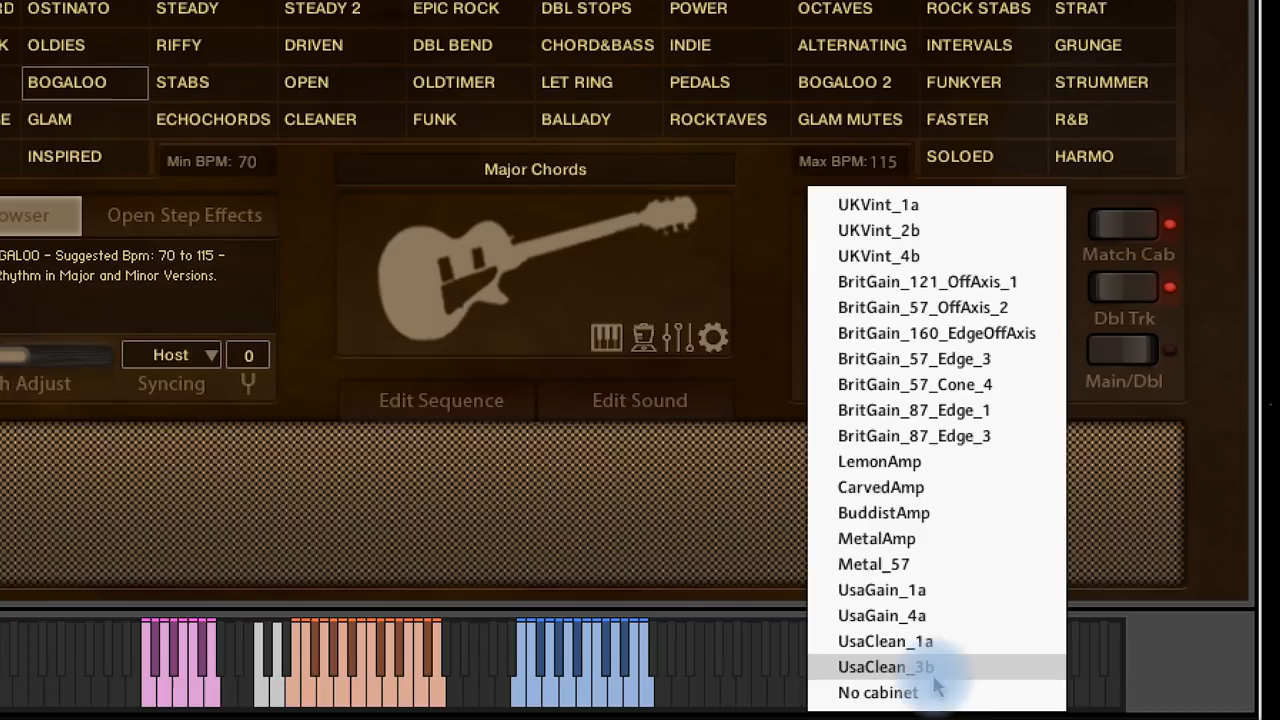 OSTINATO STEADY STEADY 2 EPIC ROCK DBL STOPS POWER OCTAVES ROCK STABS STRAT
OLDIES RIFFY DRIVEN DBL BEND CHORD&BASS INDIE ALTERNATING INTERVALS GRUNGE
BOGALOO STABS OPEN OLDTIMER LET RING PEDALS BOGALOO 2 FUNKYER STRUMMER
GLAM ECHOCHORDS CLEANER FUNK BALLADY ROCKTAVES GLAM MUTES FASTER R&B
INSPIRED Min BPM: 70 Major Chords Max BPM: 115 SOLOED HARMO
owser Open Step Effects
GALOO - Suggested Bpm: 70 to 115 -
hythm in Major and Minor Versions.
Host 0
h Adjust Syncing
Edit Sequence Edit Sound
UKVint_1a
UKVint_2b
UKVint_4b
BritGain_121_OffAxis_1
BritGain_57_OffAxis_2
BritGain_160_EdgeOffAxis
BritGain_57_Edge_3
BritGain_57_Cone_4
BritGain_87_Edge_1
BritGain_87_Edge_3
LemonAmp
CarvedAmp
BuddistAmp
MetalAmp
Metal_57
UsaGain_1a
UsaGain_4a
UsaClean_1a
UsaClean_3b
No cabinet
Match Cab
Dbl Trk
Main/Dbl